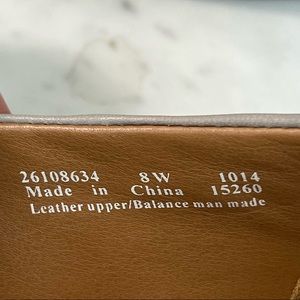 26108634 8W 1014
Made in China 15260
Leather upper/Balance man made